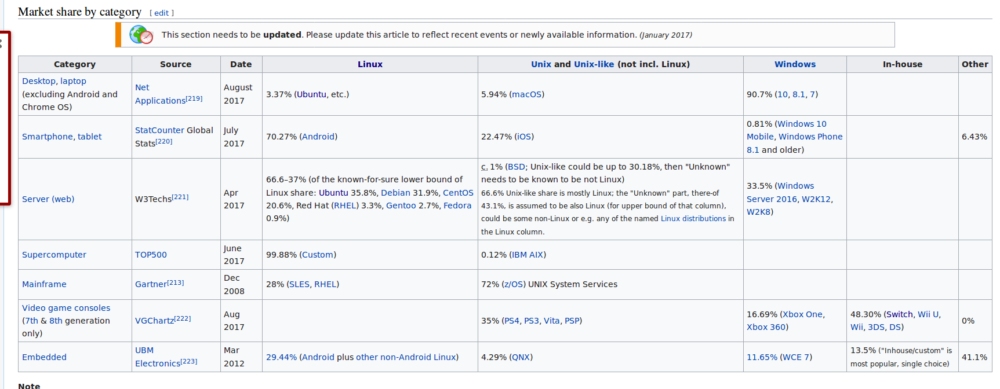 Market share by category [ edit ]
This section needs to be updated. Please update this article to reflect recent events or newly available information. (January 2017)
Category Source Date Linux Unix and Unix-like (not incl. Linux) Windows In-house Other
Desktop, laptop
(excluding Android and
Chrome OS)
Net
Applications[219]
August
2017
3.37% (Ubuntu, etc.)
5.94% (macOS)
90.7% (10, 8.1, 7)
Smartphone, tablet
StatCounter Global
Stats[220]
July
2017
70.27% (Android)
22.47% (iOS)
0.81% (Windows 10
Mobile, Windows Phone
8.1 and older)
6.43%
Server (web)
W3Techs[221]
Apr
2017
66.6–37% (of the known-for-sure lower bound of
Linux share: Ubuntu 35.8%, Debian 31.9%, CentOS
20.6%, Red Hat (RHEL) 3.3%, Gentoo 2.7%, Fedora
0.9%)
c. 1% (BSD; Unix-like could be up to 30.18%, then "Unknown"
needs to be known to be not Linux)
66.6% Unix-like share is mostly Linux; the "Unknown" part, there-of
43.1%, is assumed to be also Linux (for upper bound of that column),
could be some non-Linux or e.g. any of the named Linux distributions in
the Linux column.
33.5% (Windows
Server 2016, W2K12,
W2K8)
Supercomputer
TOP500
June
2017
99.88% (Custom)
0.12% (IBM AIX)
Mainframe
Gartner[213]
Dec
2008
28% (SLES, RHEL)
72% (z/OS) UNIX System Services
Video game consoles
(7th & 8th generation
only)
VGChartz[222]
Aug
2017
35% (PS4, PS3, Vita, PSP)
16.69% (Xbox One,
Xbox 360)
48.30% (Switch, Wii U,
Wii, 3DS, DS)
0%
Embedded
UBM
Electronics[223]
Mar
2012
29.44% (Android plus other non-Android Linux)
4.29% (QNX)
11.65% (WCE 7)
13.5% ("Inhouse/custom" is
most popular, single choice)
41.1%
Note